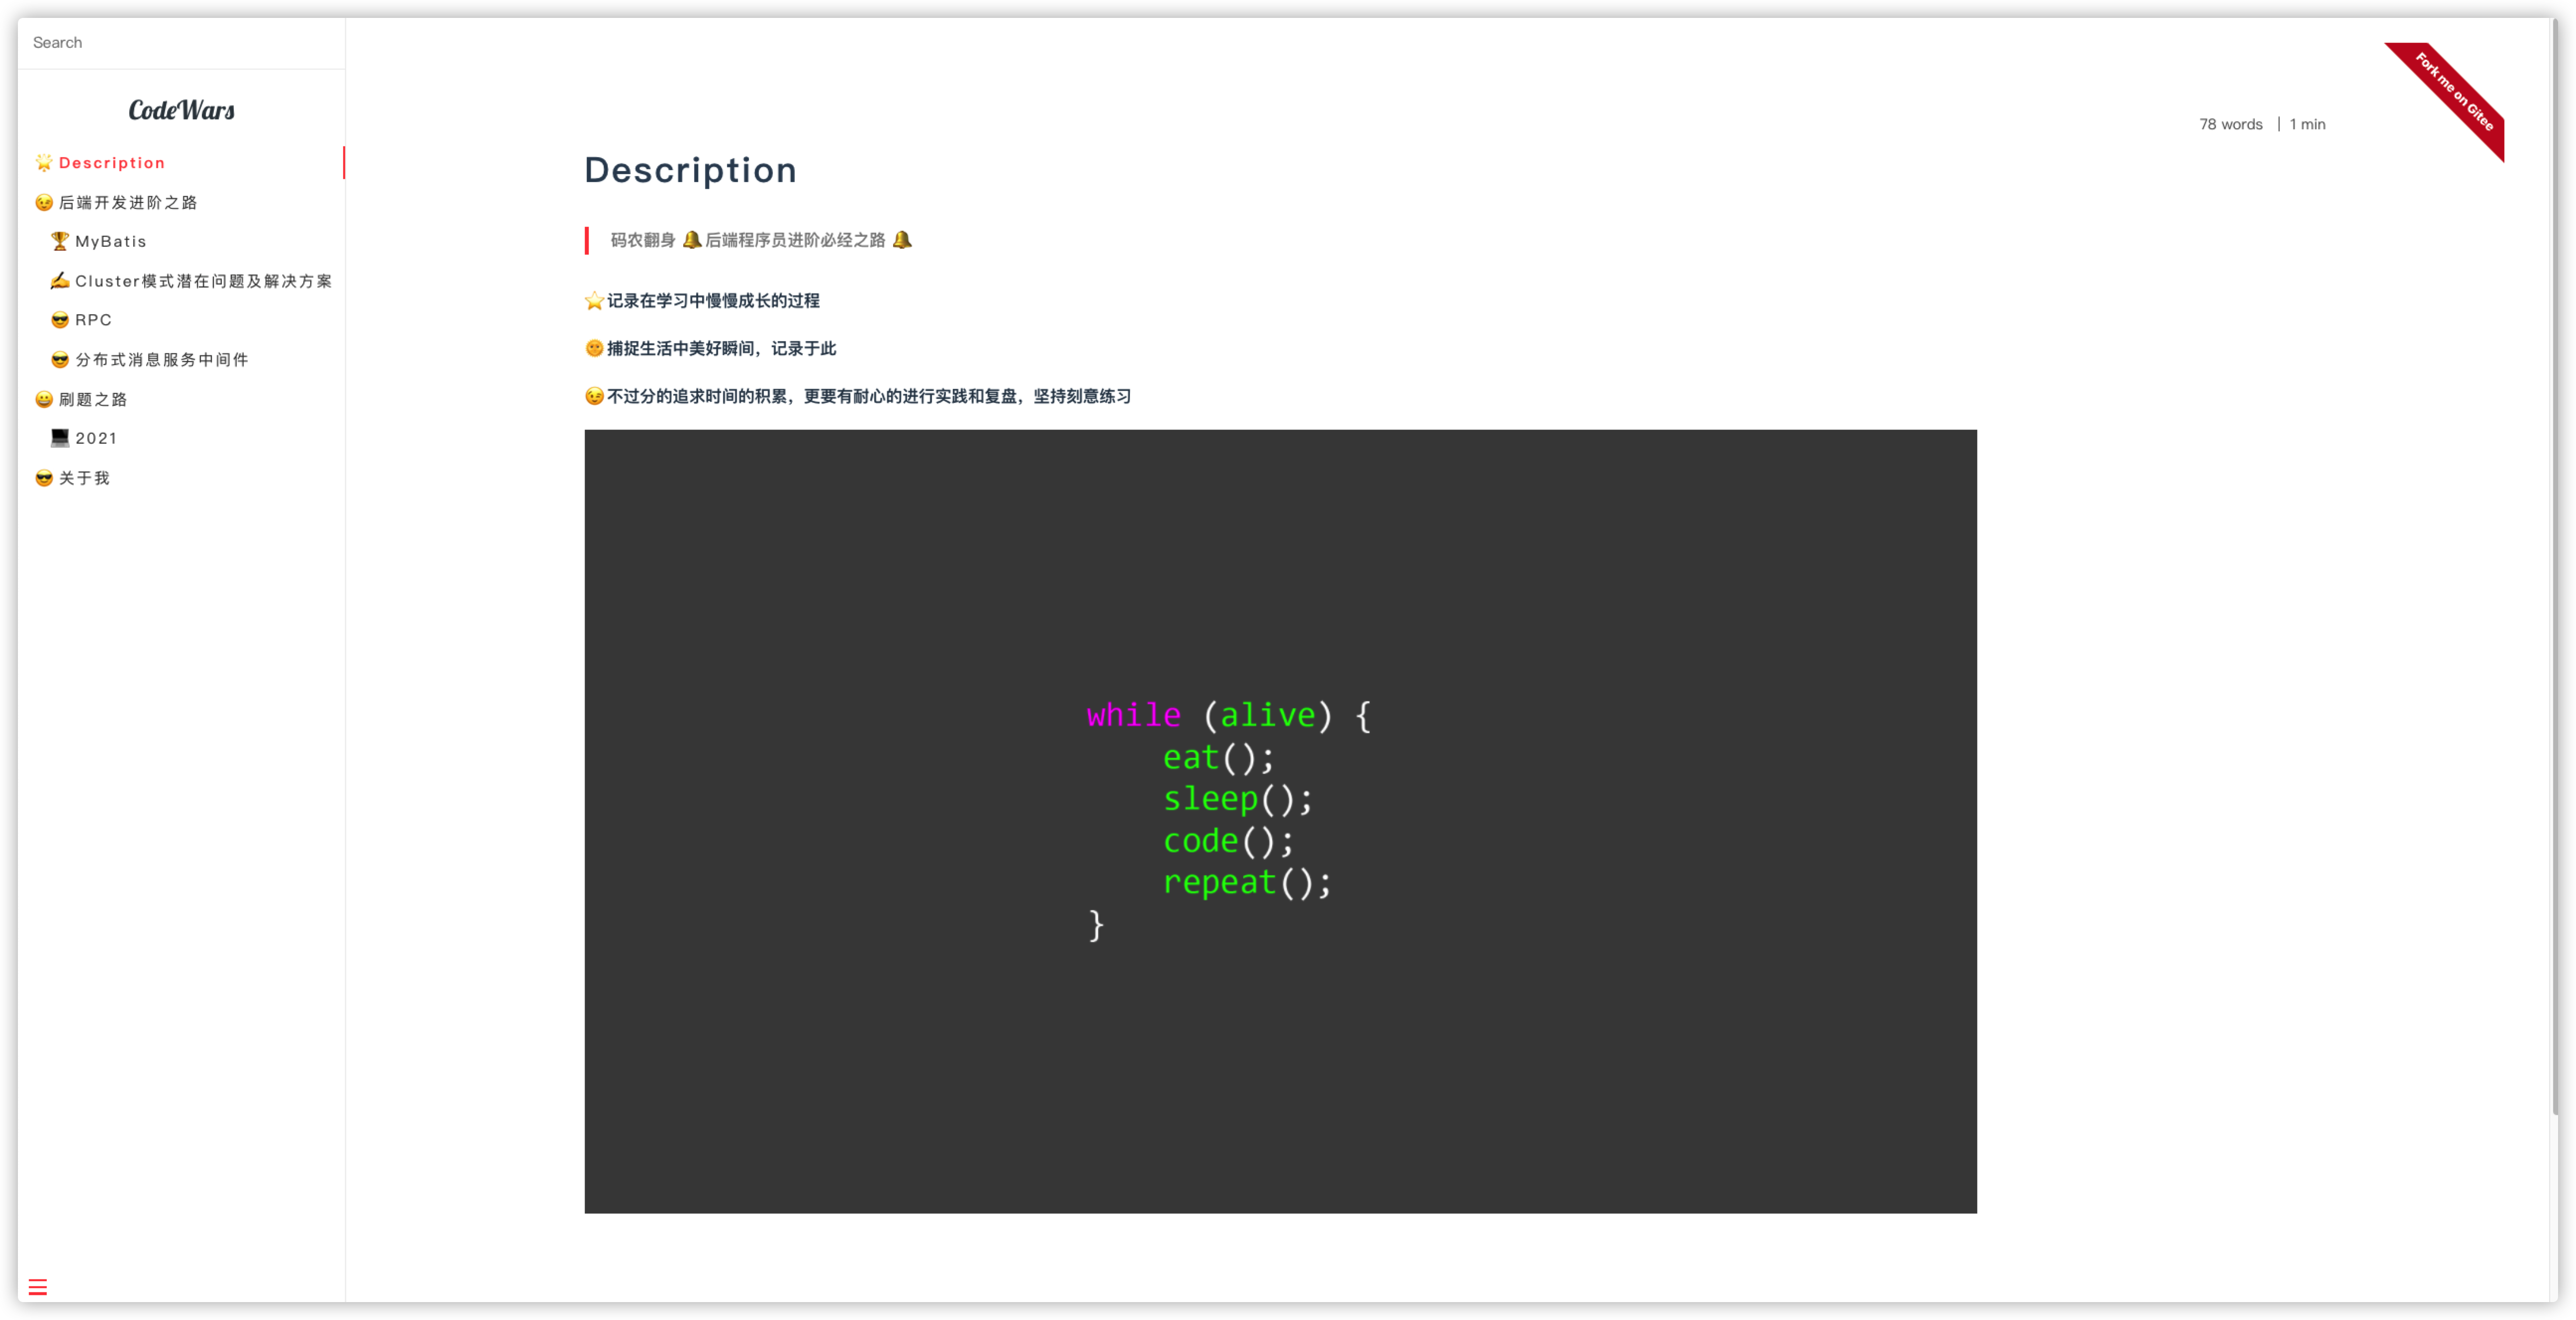 Search
CodeWars
🌟 Description
😉 后端开发进阶之路
🏆 MyBatis
✍ Cluster模式潜在问题及解决方案
😎 RPC
😎 分布式消息服务中间件
😀 刷题之路
💻 2021
😎 关于我
Fork me on Gitee
78 words | 1 min
Description
码农翻身 🔔后端程序员进阶必经之路 🔔
⭐记录在学习中慢慢成长的过程
🌞捕捉生活中美好瞬间，记录于此
😉不过分的追求时间的积累，更要有耐心的进行实践和复盘，坚持刻意练习
while (alive) {
    eat();
    sleep();
    code();
    repeat();
}